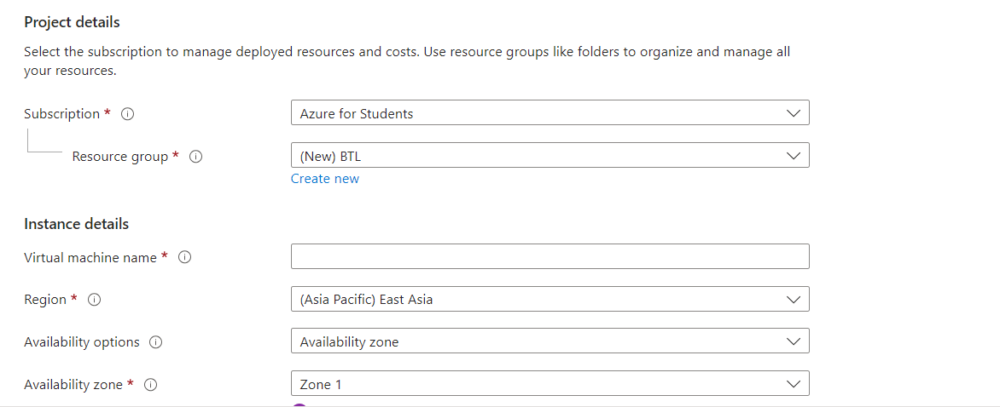 Project details
Select the subscription to manage deployed resources and costs. Use resource groups like folders to organize and manage all
your resources.
Subscription * Azure for Students
Resource group * (New) BTL
Create new
Instance details
Virtual machine name *
Region * (Asia Pacific) East Asia
Availability options Availability zone
Availability zone * Zone 1